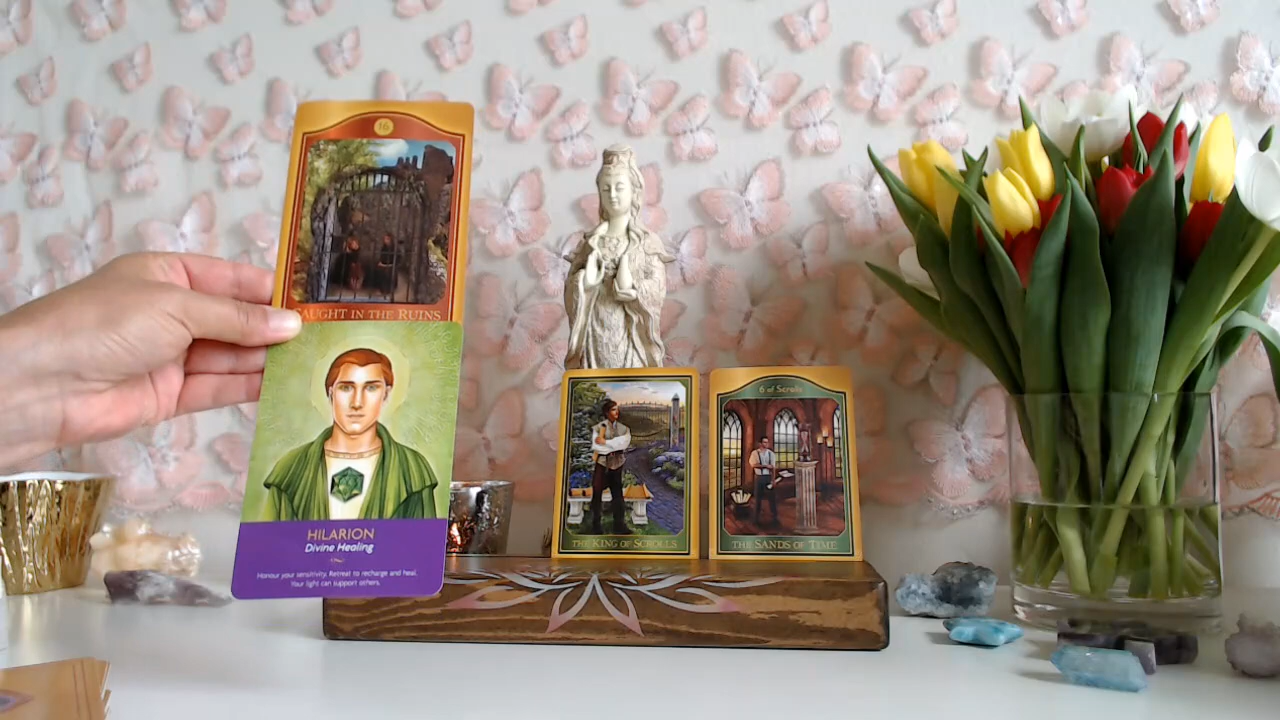 16
CAUGHT IN THE RUINS
HILARION
Divine Healing
Honour your sensitivity. Retreat to recharge and heal.
Your light can support others.
THE KING OF SCROLLS
6 of Scrolls
THE SANDS OF TIME